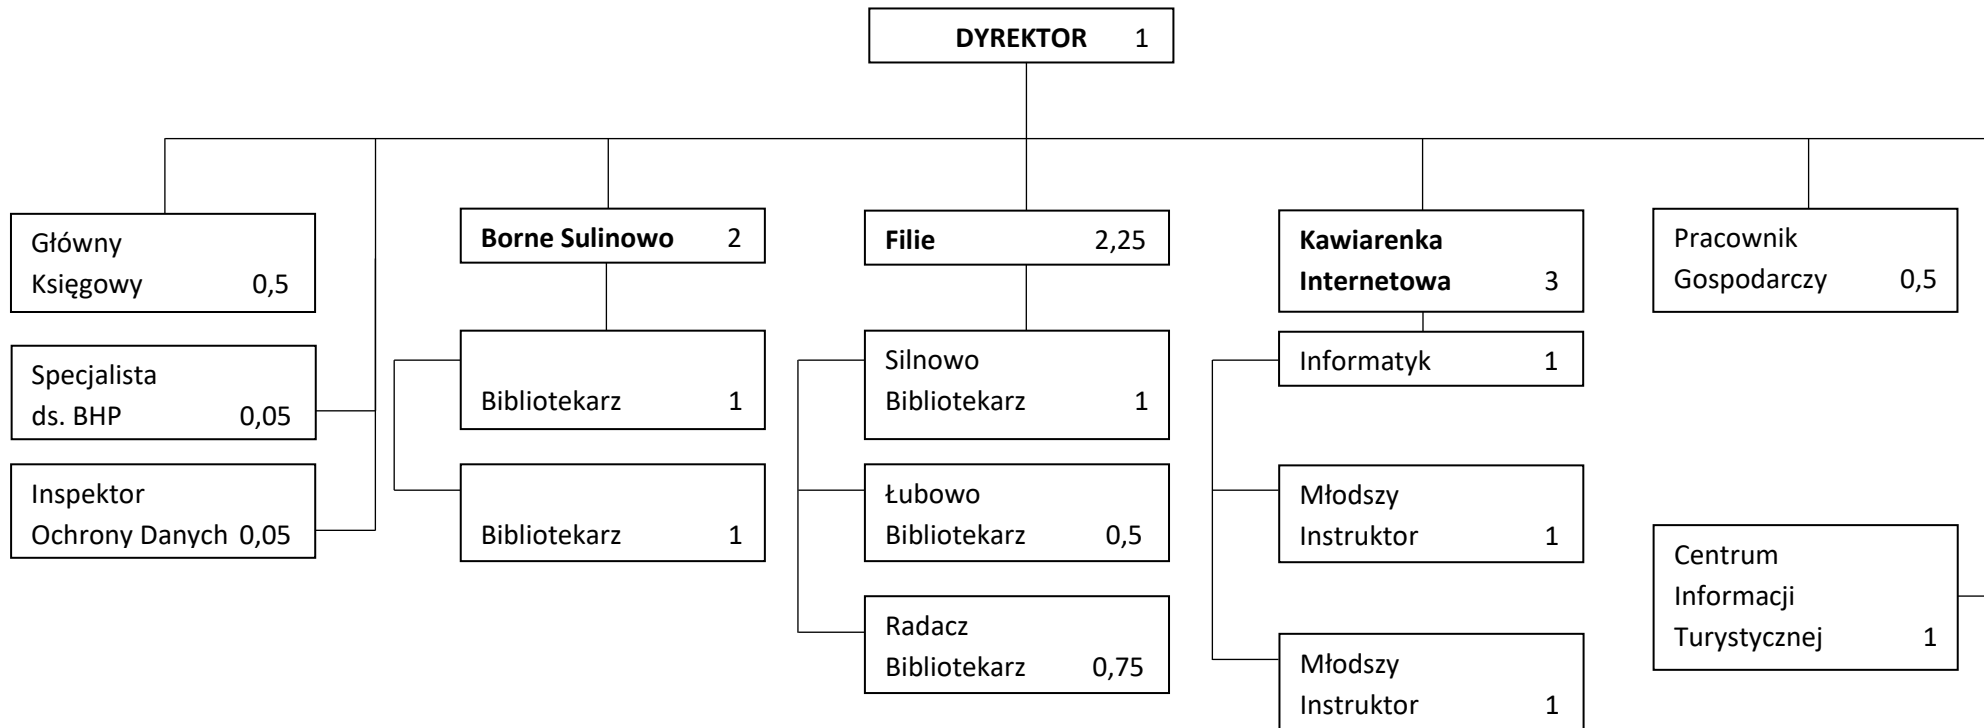 DYREKTOR 1
Główny
Księgowy 0,5
Specjalista
ds. BHP 0,05
Inspektor
Ochrony Danych 0,05
Borne Sulinowo 2
Bibliotekarz 1
Bibliotekarz 1
Filie 2,25
Silnowo
Bibliotekarz 1
Łubowo
Bibliotekarz 0,5
Radacz
Bibliotekarz 0,75
Kawiarenka
Internetowa 3
Informatyk 1
Młodszy
Instruktor 1
Młodszy
Instruktor 1
Pracownik
Gospodarczy 0,5
Centrum
Informacji
Turystycznej 1